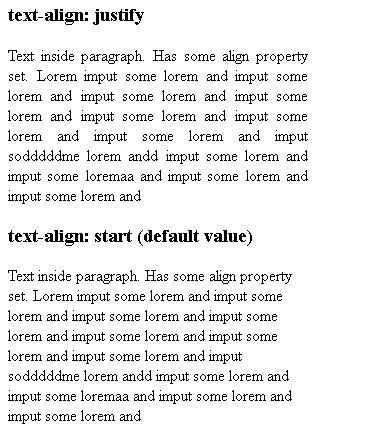 text-align: justify
Text inside paragraph. Has some align property
set. Lorem imput some lorem and imput some
lorem and imput some lorem and imput some
lorem and imput some lorem and imput some
lorem and imput some lorem and imput
sodddddme lorem andd imput some lorem and
imput some loremaa and imput some lorem and
imput some lorem and
text-align: start (default value)
Text inside paragraph. Has some align property
set. Lorem imput some lorem and imput some
lorem and imput some lorem and imput some
lorem and imput some lorem and imput some
lorem and imput some lorem and imput
sodddddme lorem andd imput some lorem and
imput some loremaa and imput some lorem and
imput some lorem and